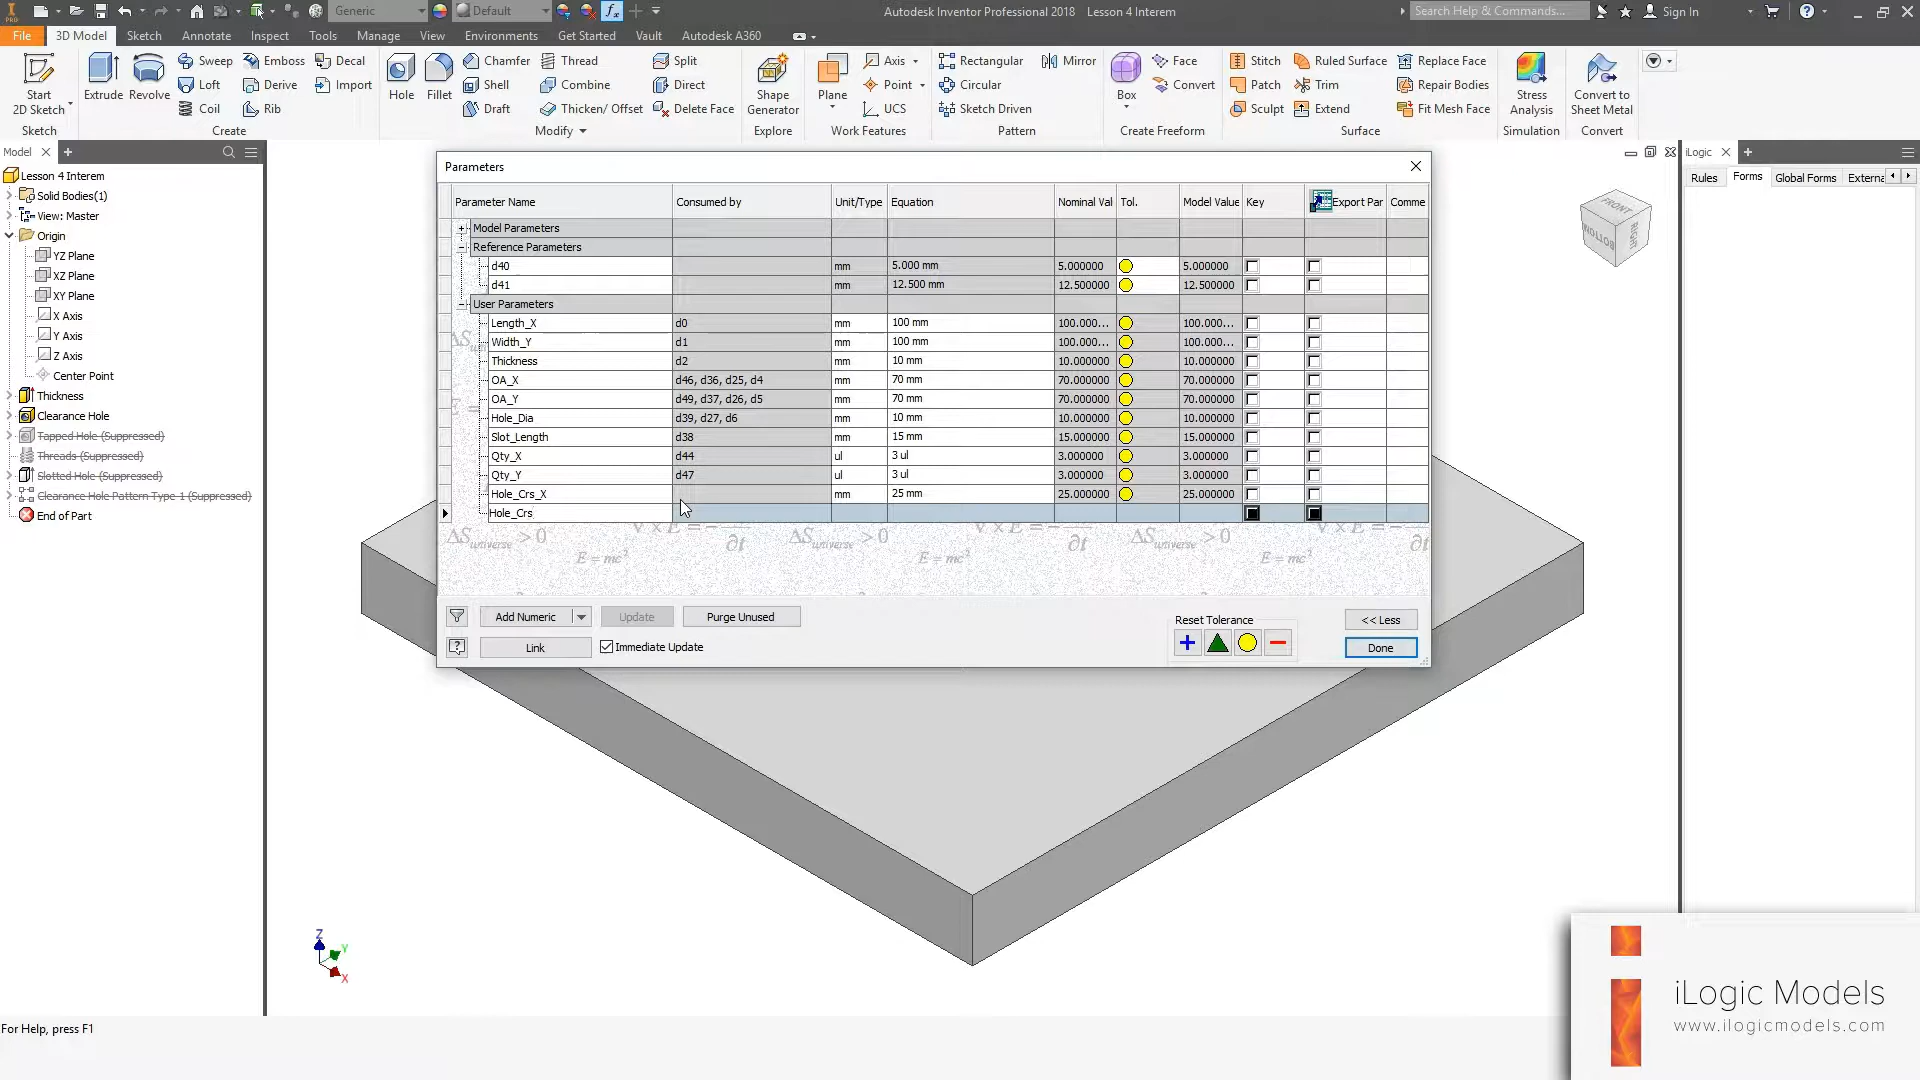 Generic
Default
Autodesk Inventor Professional 2018 Lesson 4 Interem
Search Help & Commands...
Sign In
PRO
File 3D Model Sketch Annotate Inspect Tools Manage View Environments Get Started Vault Autodesk A360
Start
2D Sketch
Sketch
Extrude Revolve
Sweep Emboss Decal
Loft Derive Import
Coil Rib
Create
Hole Fillet
Chamfer Thread Split
Shell Combine Direct
Draft Thicken/ Offset Delete Face
Modify
Shape
Generator
Explore
Plane
Axis
Point
UCS
Work Features
Rectangular Mirror
Circular
Sketch Driven
Pattern
Box
Face
Convert
Create Freeform
Stitch Ruled Surface Replace Face
Patch Trim Repair Bodies
Sculpt Extend Fit Mesh Face
Surface
Stress
Analysis
Simulation
Convert to
Sheet Metal
Convert
Model
Lesson 4 Interem
Solid Bodies(1)
View: Master
Origin
YZ Plane
XZ Plane
XY Plane
X Axis
Y Axis
Z Axis
Center Point
Thickness
Clearance Hole
Tapped Hole (Suppressed)
Threads (Suppressed)
Slotted Hole (Suppressed)
Clearance Hole Pattern Type 1 (Suppressed)
End of Part
Parameters
Parameter Name Consumed by Unit/Type Equation Nominal Val Tol. Model Value Key Export Par Comme
Model Parameters
Reference Parameters
d40 mm 5.000 mm 5.000000 5.000000
d41 mm 12.500 mm 12.500000 12.500000
User Parameters
Length_X d0 mm 100 mm 100.000... 100.000...
Width_Y d1 mm 100 mm 100.000... 100.000...
Thickness d2 mm 10 mm 10.000000 10.000000
OA_X d46, d36, d25, d4 mm 70 mm 70.000000 70.000000
OA_Y d49, d37, d26, d5 mm 70 mm 70.000000 70.000000
Hole_Dia d39, d27, d6 mm 10 mm 10.000000 10.000000
Slot_Length d38 mm 15 mm 15.000000 15.000000
Qty_X d44 ul 3 ul 3.000000 3.000000
Qty_Y d47 ul 3 ul 3.000000 3.000000
Hole_Crs_X mm 25 mm 25.000000 25.000000
Hole_Crs
Add Numeric Update Purge Unused
Link Immediate Update
Reset Tolerance
<< Less
Done
iLogic
Rules Forms Global Forms Externa
FRONT
BOTTOM
RIGHT
Z
Y
X
For Help, press F1
iLogic Models
www.ilogicmodels.com